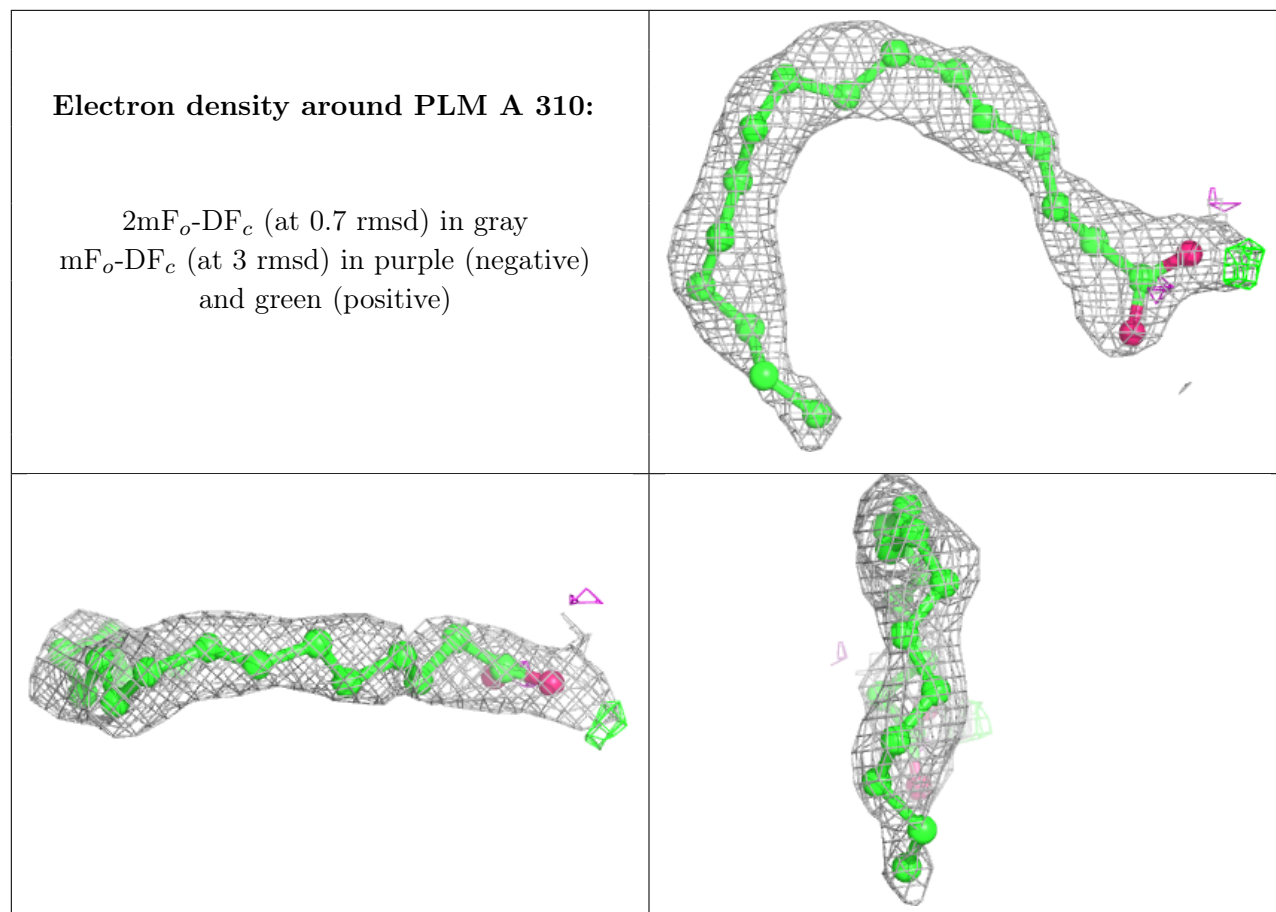 Electron density around PLM A 310:
2mFo-DFc (at 0.7 rmsd) in gray
mFo-DFc (at 3 rmsd) in purple (negative)
and green (positive)